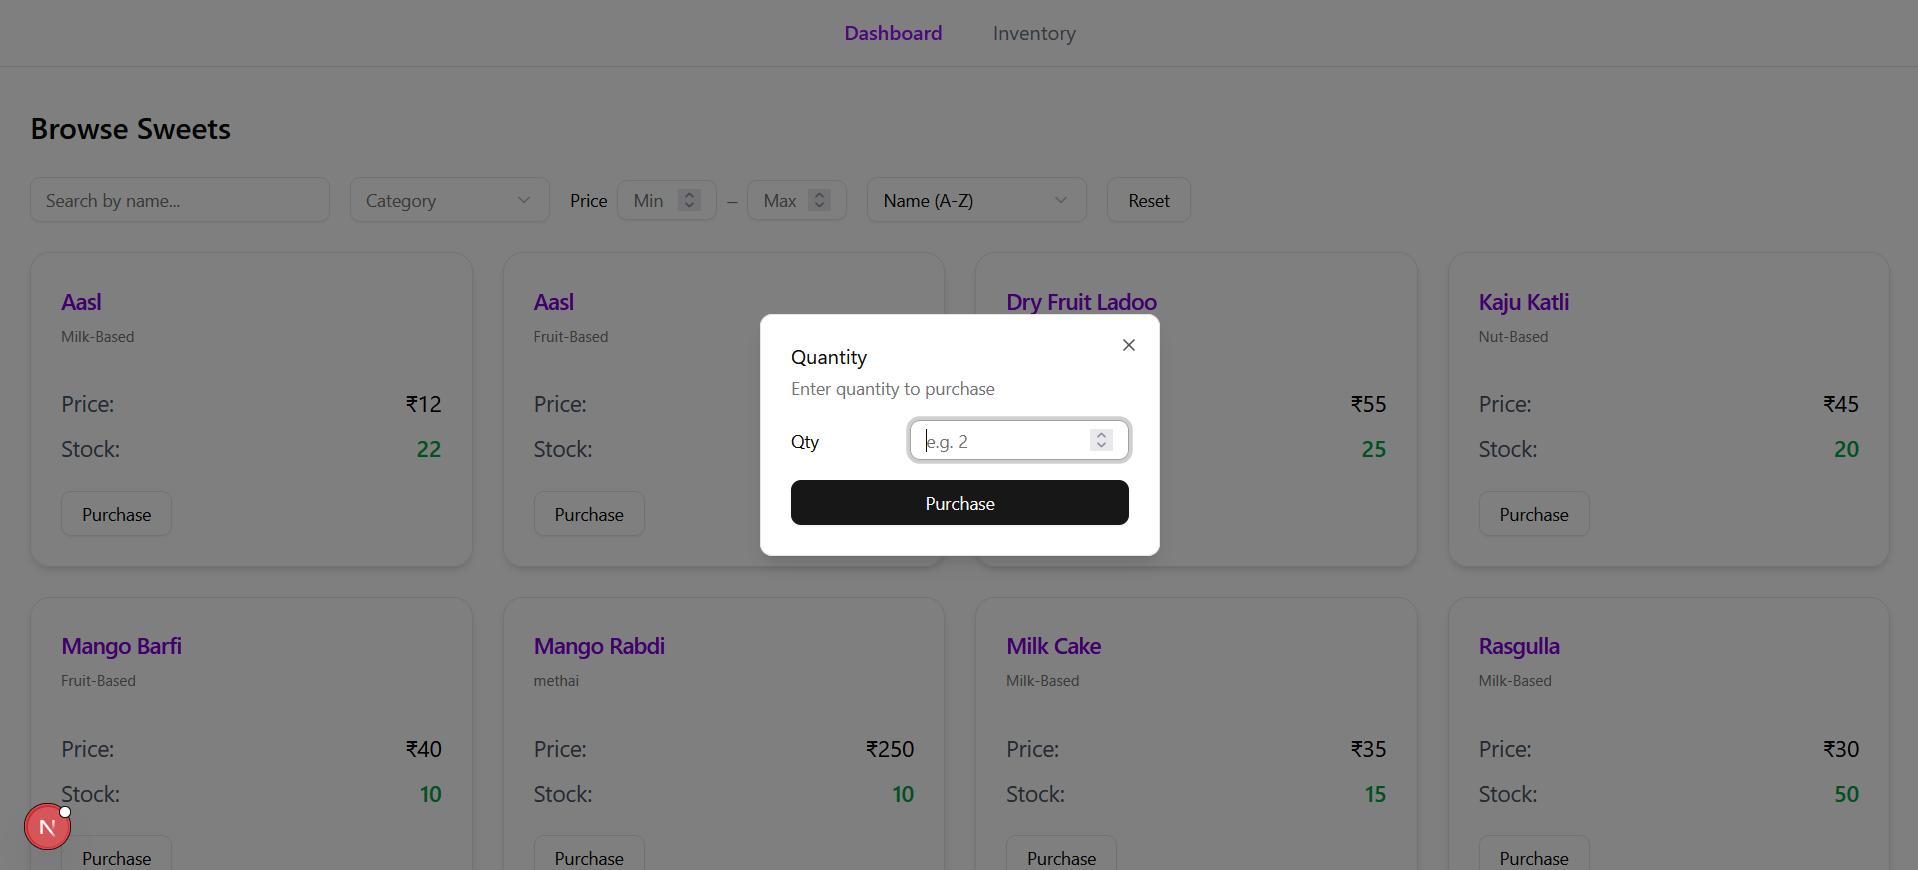 Dashboard Inventory
Browse Sweets
Search by name...
Category
Price Min – Max
Name (A-Z)
Reset
Aasl
Milk-Based
Price: ₹12
Stock: 22
Purchase
Aasl
Fruit-Based
Price:
Stock:
Purchase
Dry Fruit Ladoo
₹55
25
Kaju Katli
Nut-Based
Price: ₹45
Stock: 20
Purchase
Quantity
Enter quantity to purchase
Qty e.g. 2
Purchase
Mango Barfi
Fruit-Based
Price: ₹40
Stock: 10
Purchase
Mango Rabdi
methai
Price: ₹250
Stock: 10
Purchase
Milk Cake
Milk-Based
Price: ₹35
Stock: 15
Purchase
Rasgulla
Milk-Based
Price: ₹30
Stock: 50
Purchase
N